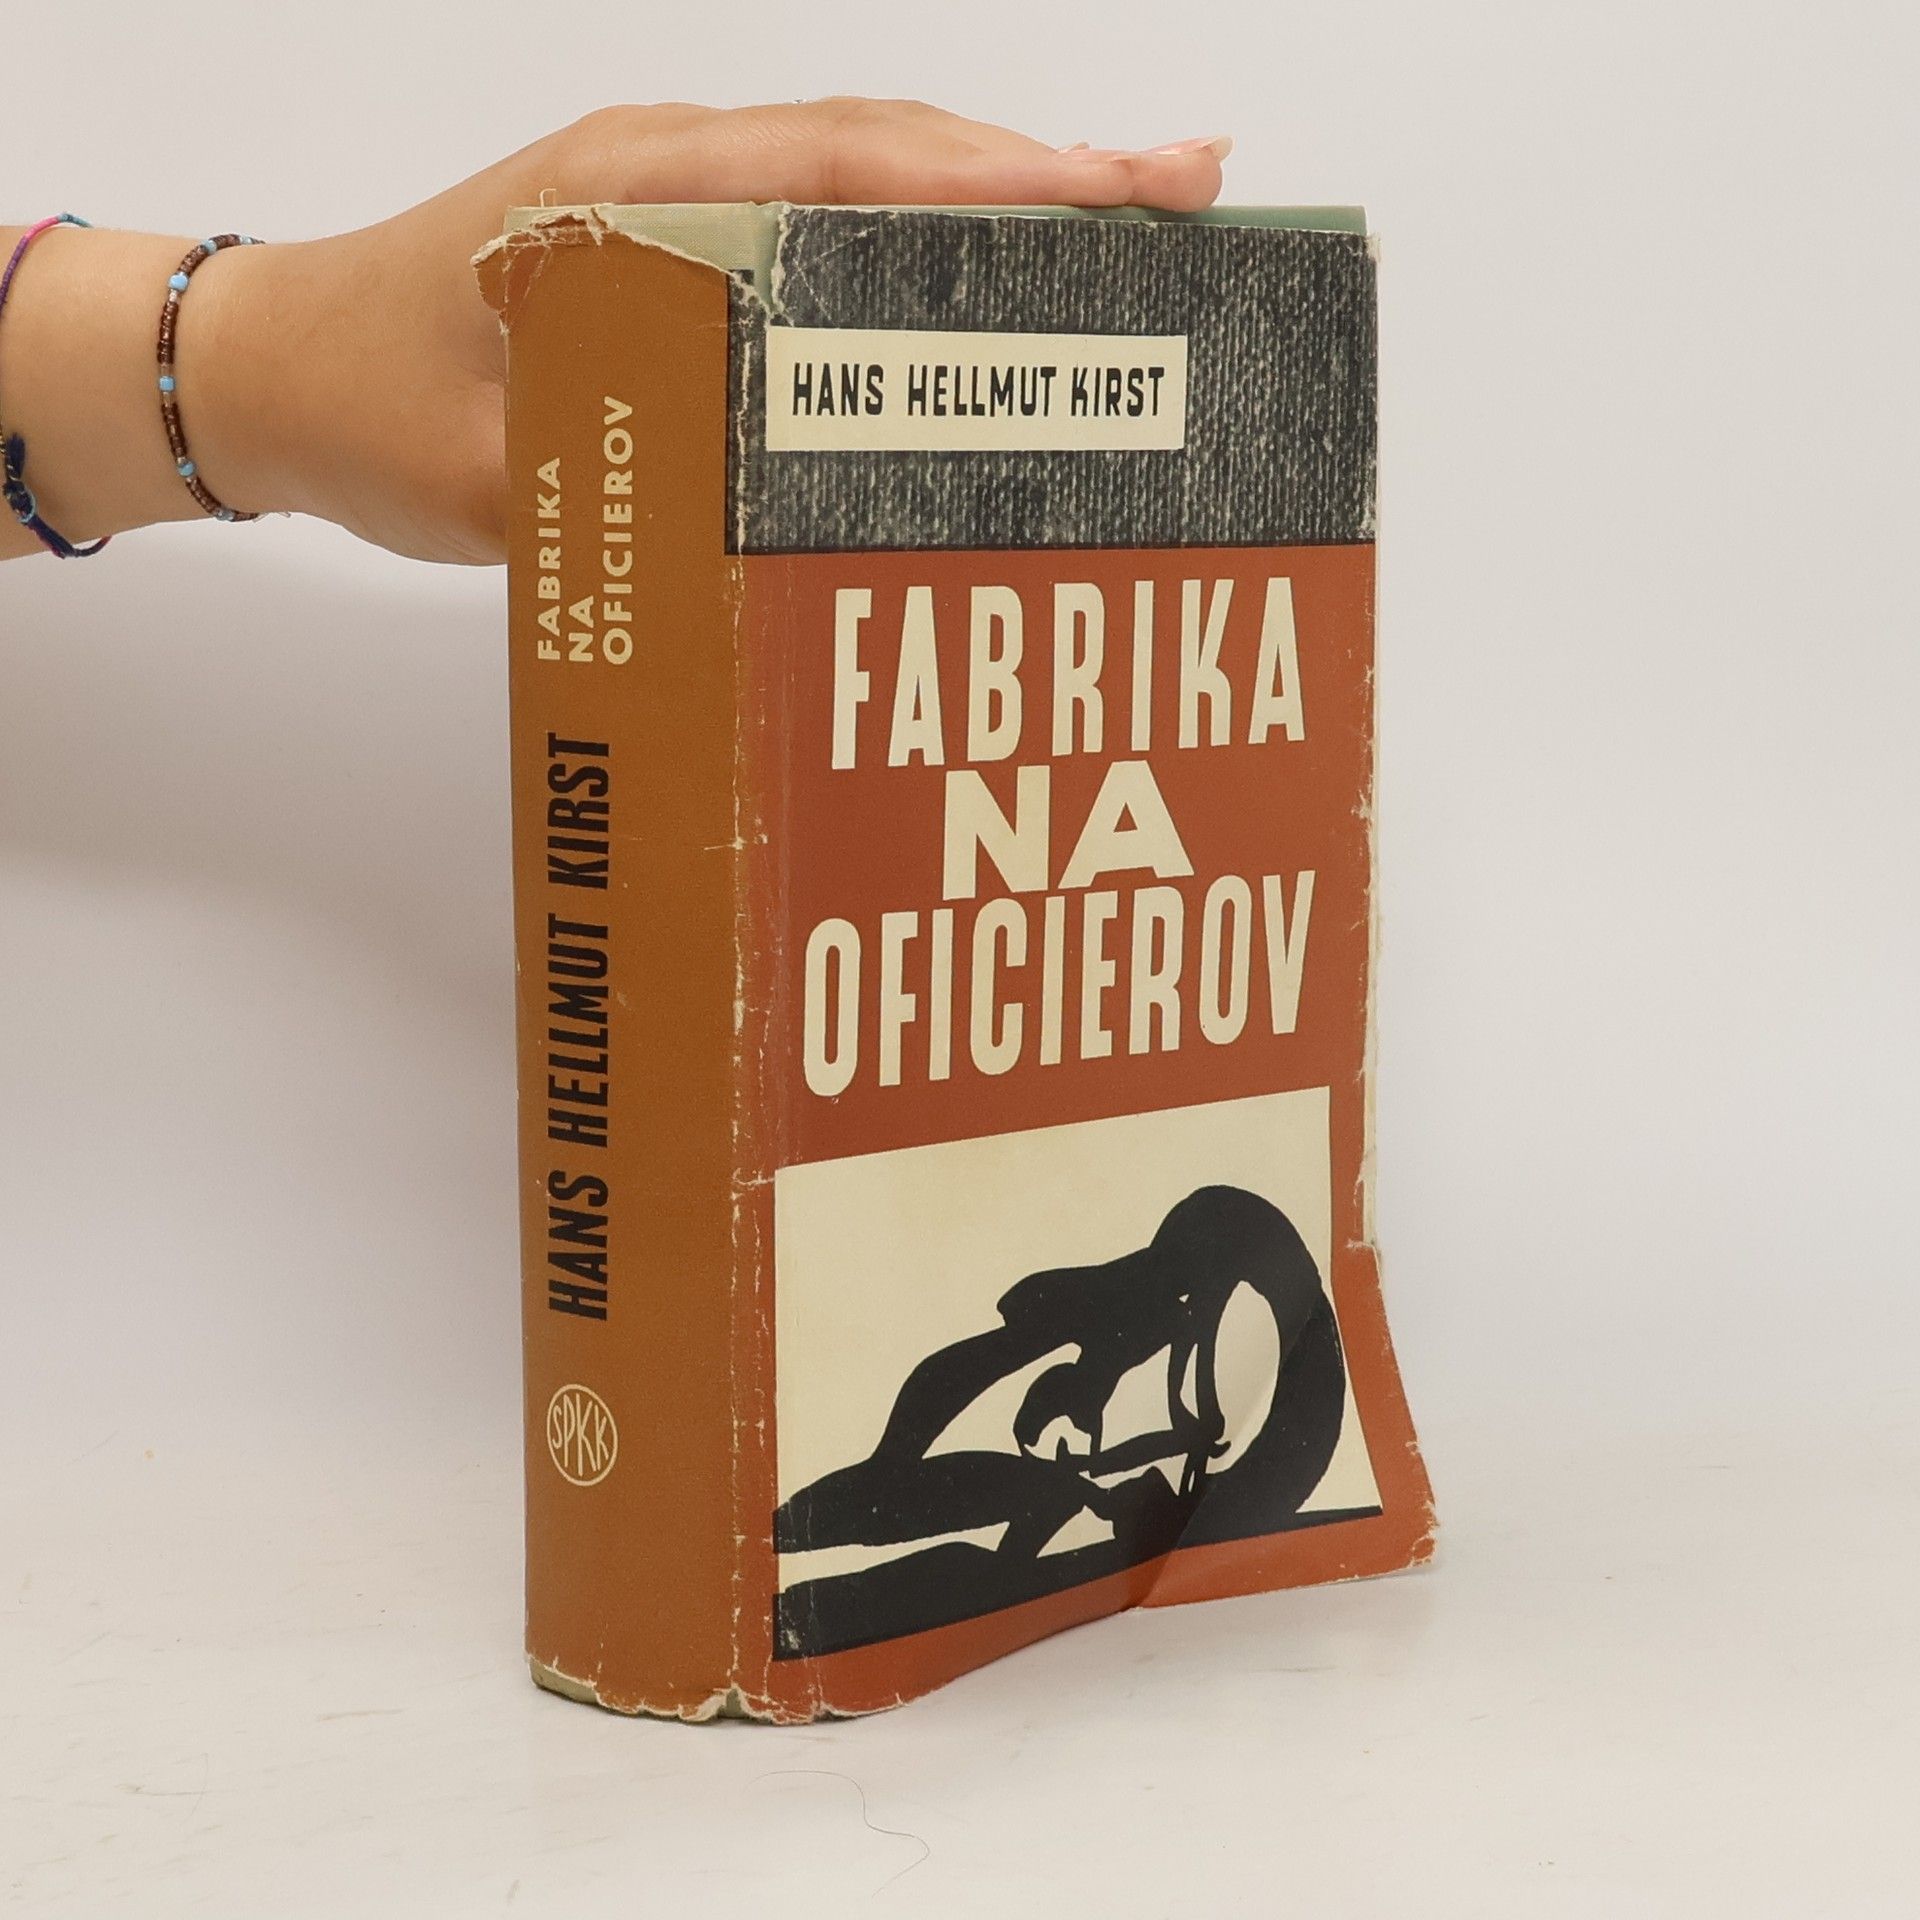 HANS HELLMUT KIRST
FABRIKA
NA
OFICIEROV
FABRIKA
NA
OFICIEROV
HANS HELLMUT KIRST
SPKK